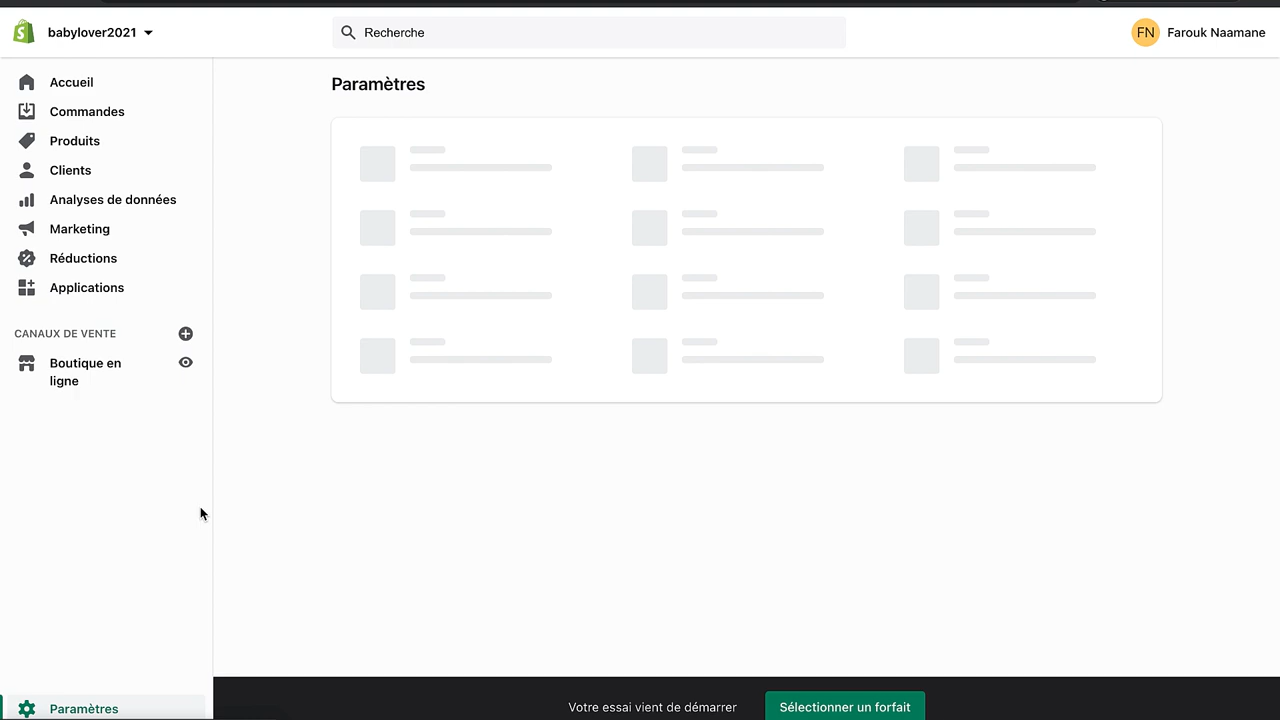 babylover2021
Recherche
FN
Farouk Naamane
Accueil
Commandes
Produits
Clients
Analyses de données
Marketing
Réductions
Applications
CANAUX DE VENTE
Boutique en
ligne
Paramètres
Paramètres
Votre essai vient de démarrer
Sélectionner un forfait